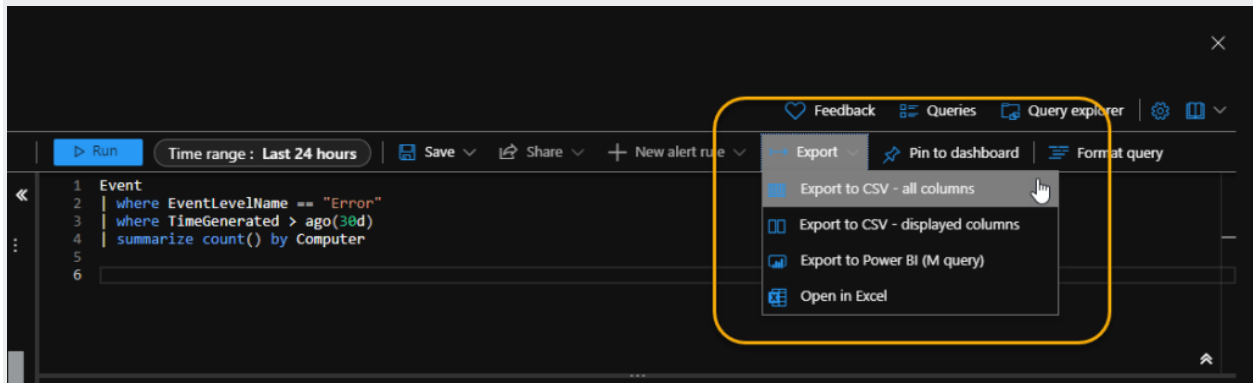 Feedback Queries Query explorer
Run Time range : Last 24 hours Save Share New alert rule Export Pin to dashboard Format query
1 Event
2 | where EventLevelName == "Error"
3 | where TimeGenerated > ago(30d)
4 | summarize count() by Computer
5
6
Export to CSV - all columns
Export to CSV - displayed columns
Export to Power BI (M query)
Open in Excel